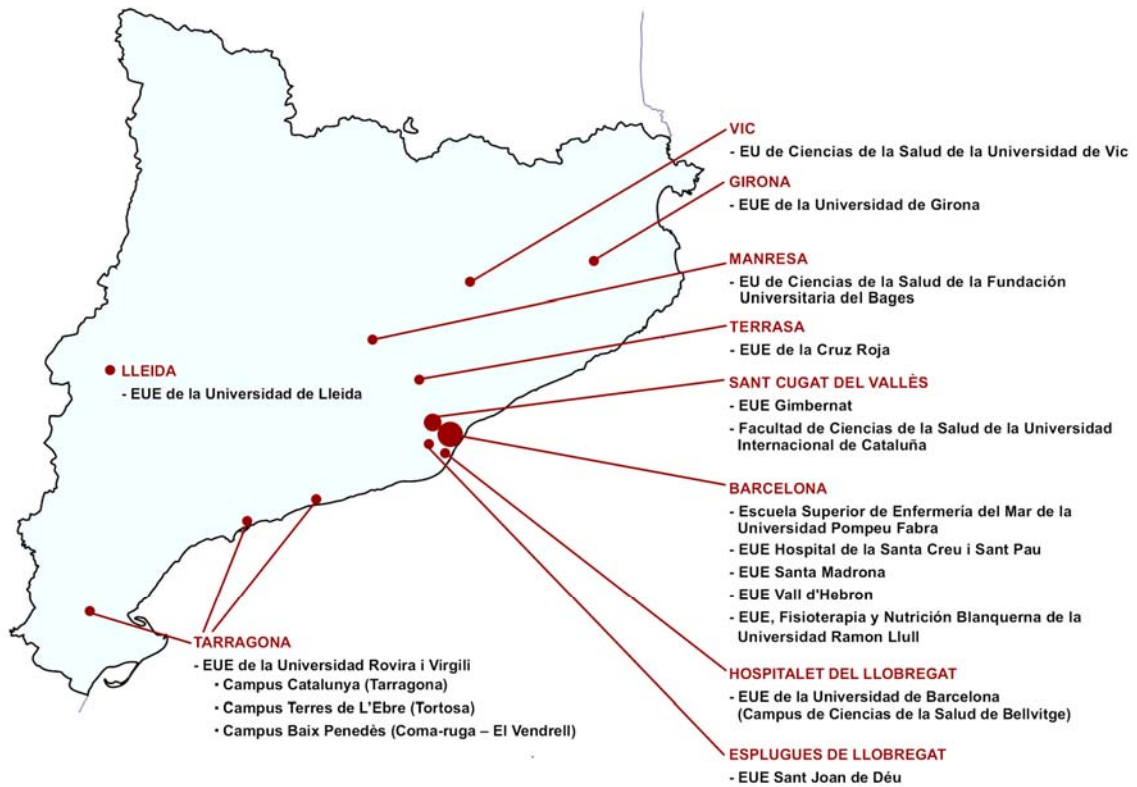 VIC
- EU de Ciencias de la Salud de la Universidad de Vic
GIRONA
- EUE de la Universidad de Girona
MANRESA
- EU de Ciencias de la Salud de la Fundación
Universitaria del Bages
TERRASA
- EUE de la Cruz Roja
SANT CUGAT DEL VALLÈS
- EUE Gimbernat
- Facultad de Ciencias de la Salud de la Universidad
Internacional de Cataluña
BARCELONA
- Escuela Superior de Enfermería del Mar de la
Universidad Pompeu Fabra
- EUE Hospital de la Santa Creu i Sant Pau
- EUE Santa Madrona
- EUE Vall d'Hebron
- EUE, Fisioterapia y Nutrición Blanquerna de la
Universidad Ramon Llull
HOSPITALET DEL LLOBREGAT
- EUE de la Universidad de Barcelona
(Campus de Ciencias de la Salud de Bellvitge)
ESPLUGUES DE LLOBREGAT
- EUE Sant Joan de Déu
LLEIDA
- EUE de la Universidad de Lleida
TARRAGONA
- EUE de la Universidad Rovira i Virgili
· Campus Catalunya (Tarragona)
· Campus Terres de L'Ebre (Tortosa)
· Campus Baix Penedès (Coma-ruga – El Vendrell)